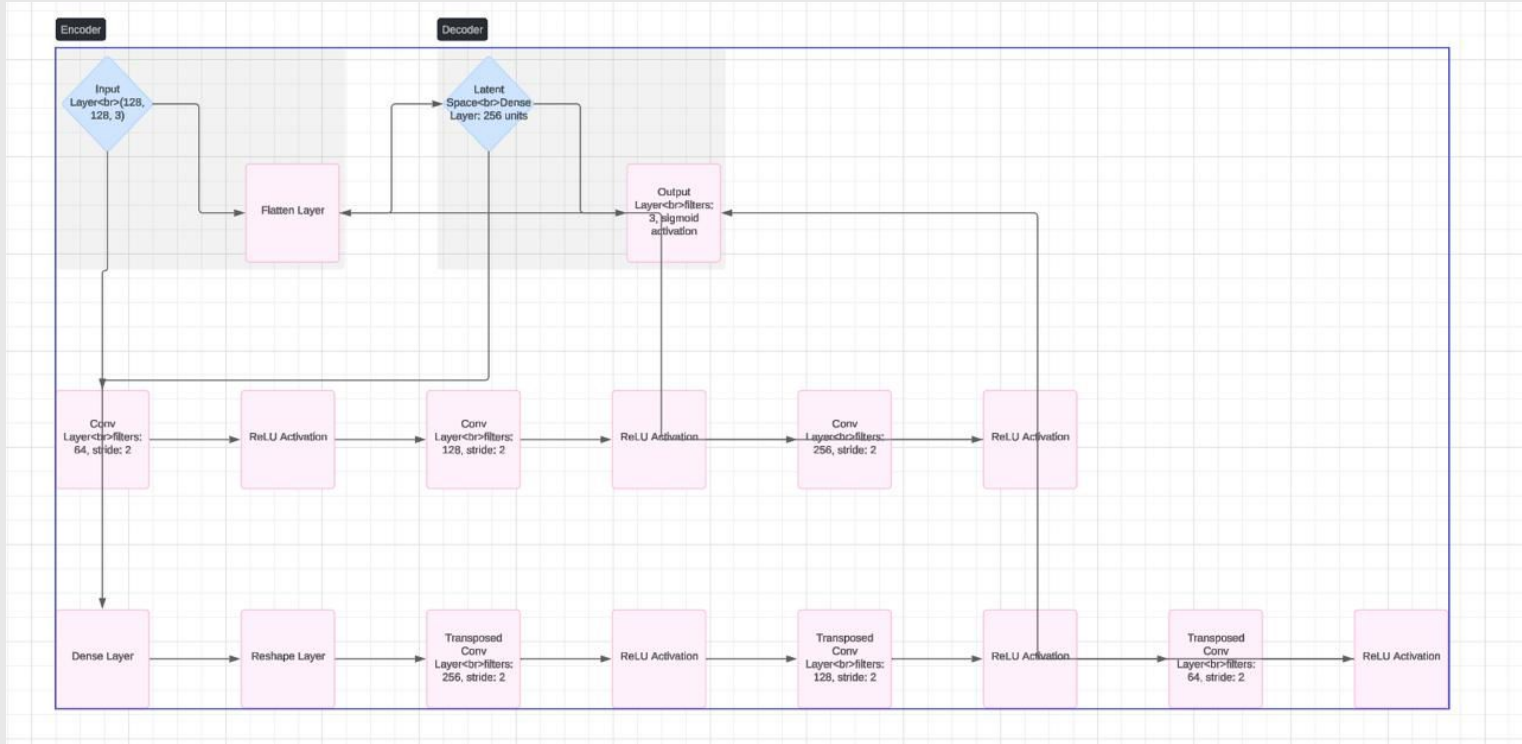 Encoder
Decoder
Input
Layer<br>(128,
128, 3)
Latent
Space<br>Dense
Layer: 256 units
Flatten Layer
Output
Layer<br>filters:
3, sigmoid
activation
Conv
Layer<br>filters:
64, stride: 2
ReLU Activation
Conv
Layer<br>filters:
128, stride: 2
ReLU Activation
Conv
Layer<br>filters:
256, stride: 2
ReLU Activation
Dense Layer
Reshape Layer
Transposed
Conv
Layer<br>filters:
256, stride: 2
ReLU Activation
Transposed
Conv
Layer<br>filters:
128, stride: 2
ReLU Activation
Transposed
Conv
Layer<br>filters:
64, stride: 2
ReLU Activation